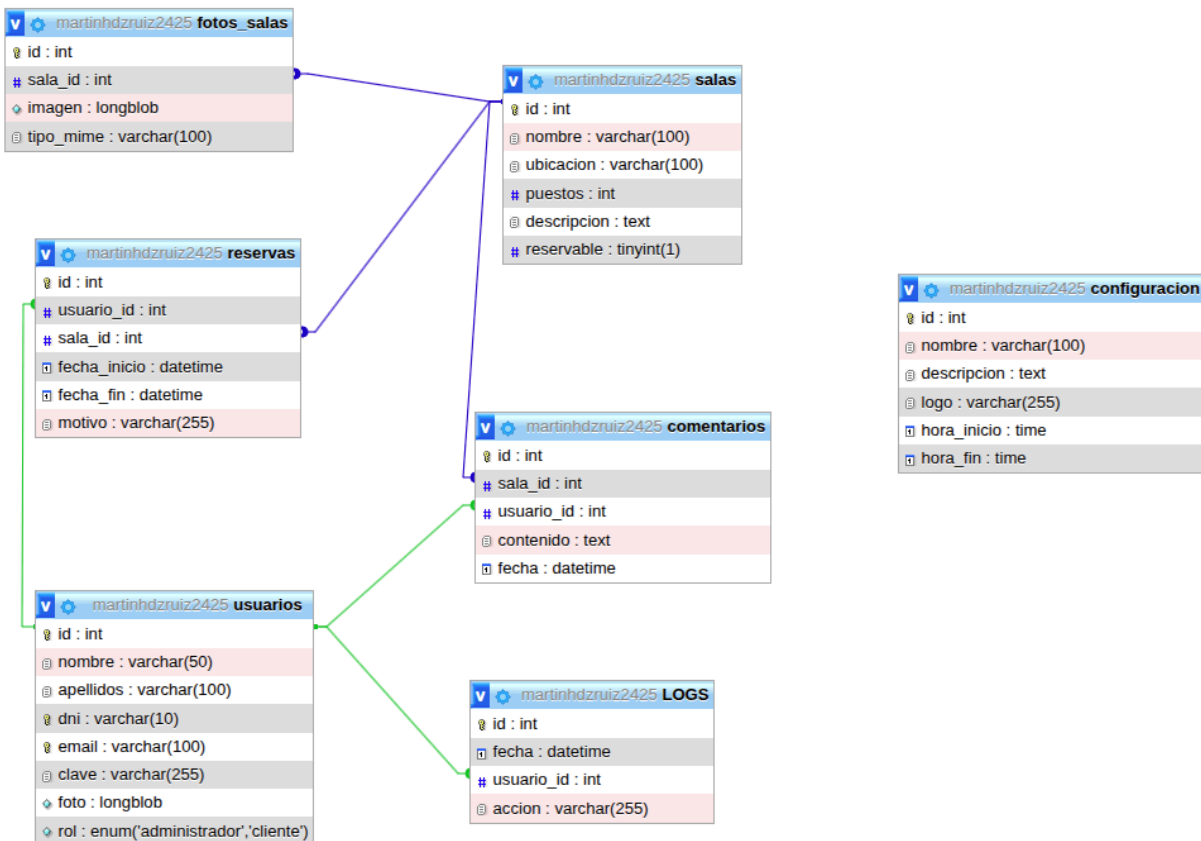 martinhdzruiz2425 fotos_salas
id : int
sala_id : int
imagen : longblob
tipo_mime : varchar(100)
martinhdzruiz2425 salas
id : int
nombre : varchar(100)
ubicacion : varchar(100)
puestos : int
descripcion : text
reservable : tinyint(1)
martinhdzruiz2425 reservas
id : int
usuario_id : int
sala_id : int
fecha_inicio : datetime
fecha_fin : datetime
motivo : varchar(255)
martinhdzruiz2425 configuracion
id : int
nombre : varchar(100)
descripcion : text
logo : varchar(255)
hora_inicio : time
hora_fin : time
martinhdzruiz2425 comentarios
id : int
sala_id : int
usuario_id : int
contenido : text
fecha : datetime
martinhdzruiz2425 usuarios
id : int
nombre : varchar(50)
apellidos : varchar(100)
dni : varchar(10)
email : varchar(100)
clave : varchar(255)
foto : longblob
rol : enum('administrador','cliente')
martinhdzruiz2425 LOGS
id : int
fecha : datetime
usuario_id : int
accion : varchar(255)